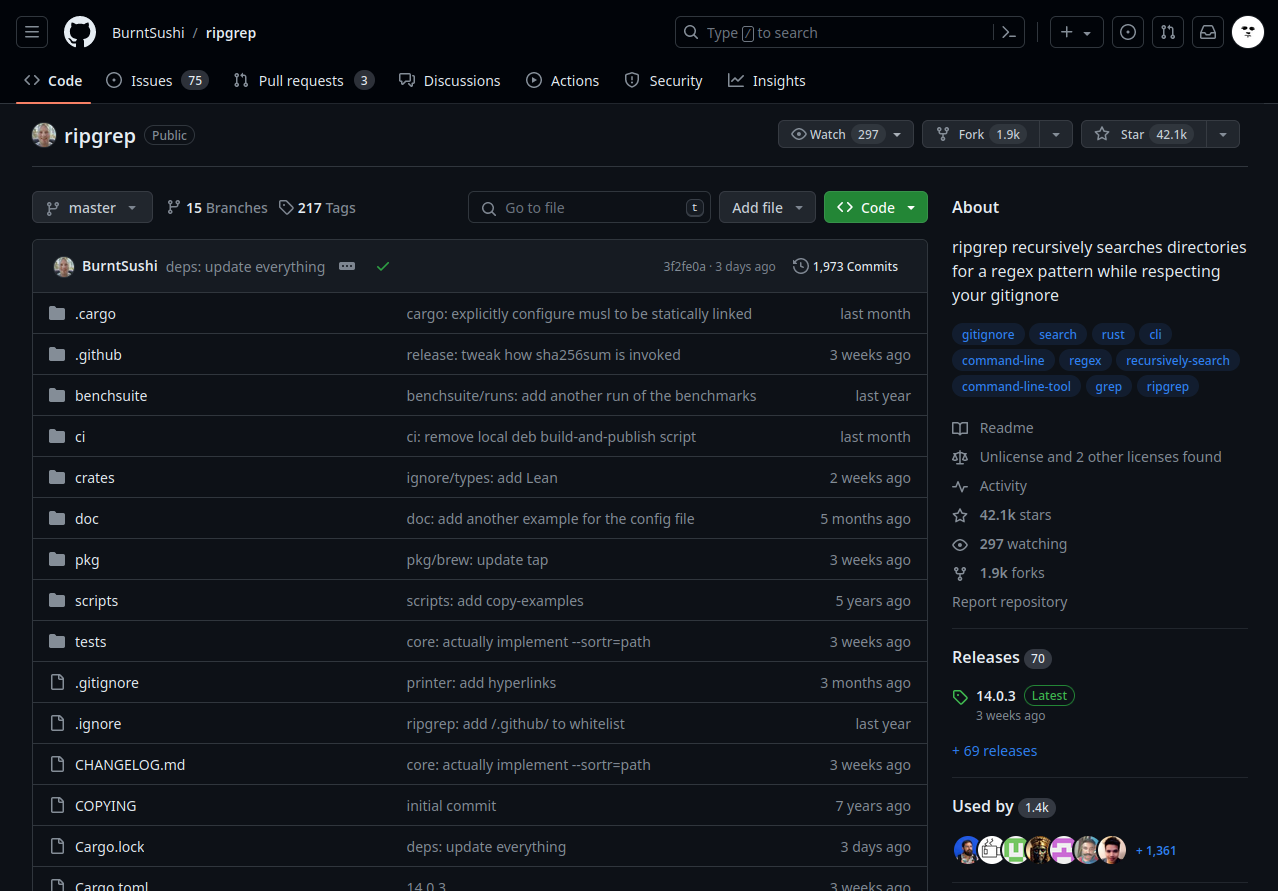 BurntSushi / ripgrep
Type / to search
Code
Issues 75
Pull requests 3
Discussions
Actions
Security
Insights
ripgrep Public
Watch 297
Fork 1.9k
Star 42.1k
master
15 Branches
217 Tags
Go to file t
Add file
Code
BurntSushi deps: update everything
3f2fe0a · 3 days ago
1,973 Commits
.cargo cargo: explicitly configure musl to be statically linked last month
.github release: tweak how sha256sum is invoked 3 weeks ago
benchsuite benchsuite/runs: add another run of the benchmarks last year
ci ci: remove local deb build-and-publish script last month
crates ignore/types: add Lean 2 weeks ago
doc doc: add another example for the config file 5 months ago
pkg pkg/brew: update tap 3 weeks ago
scripts scripts: add copy-examples 5 years ago
tests core: actually implement --sortr=path 3 weeks ago
.gitignore printer: add hyperlinks 3 months ago
.ignore ripgrep: add /.github/ to whitelist last year
CHANGELOG.md core: actually implement --sortr=path 3 weeks ago
COPYING initial commit 7 years ago
Cargo.lock deps: update everything 3 days ago
Cargo.toml 14.0.3 3 weeks ago
About
ripgrep recursively searches directories
for a regex pattern while respecting
your gitignore
gitignore search rust cli
command-line regex recursively-search
command-line-tool grep ripgrep
Readme
Unlicense and 2 other licenses found
Activity
42.1k stars
297 watching
1.9k forks
Report repository
Releases 70
14.0.3 Latest
3 weeks ago
+ 69 releases
Used by 1.4k
+ 1,361